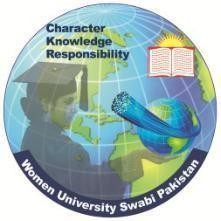 Character
Knowledge
Responsibility
Women University Swabi Pakistan